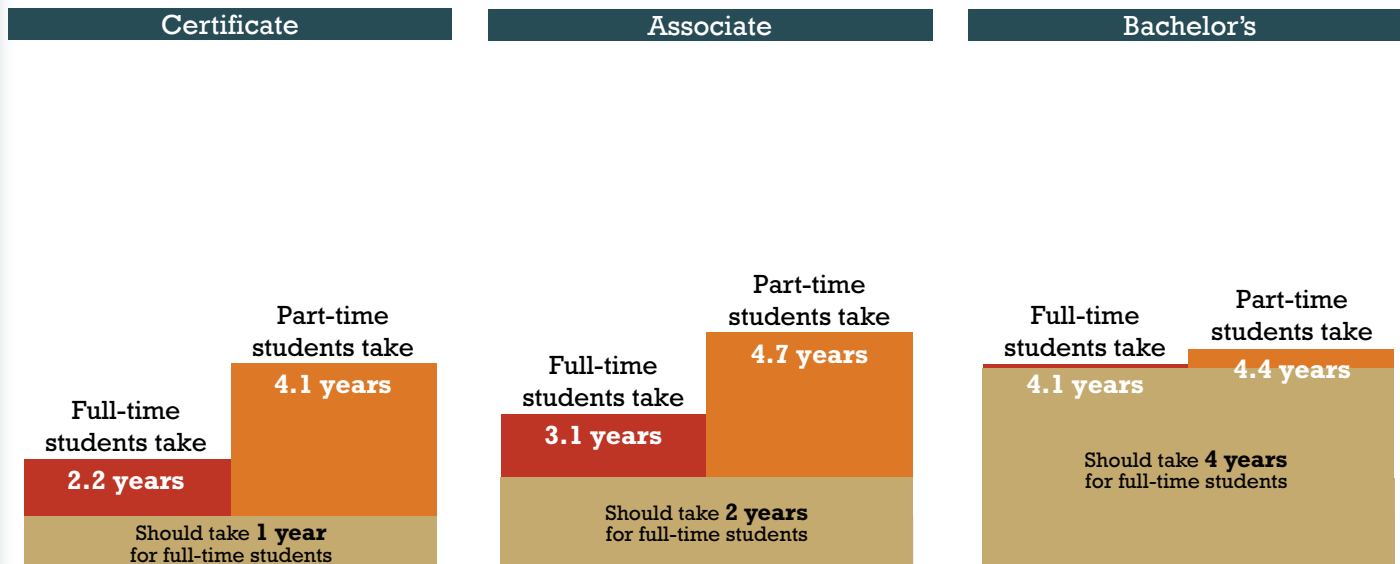 Certificate
Full-time
students take
2.2 years
Part-time
students take
4.1 years
Should take 1 year
for full-time students
Associate
Full-time
students take
3.1 years
Part-time
students take
4.7 years
Should take 2 years
for full-time students
Bachelor's
Full-time
students take
4.1 years
Part-time
students take
4.4 years
Should take 4 years
for full-time students